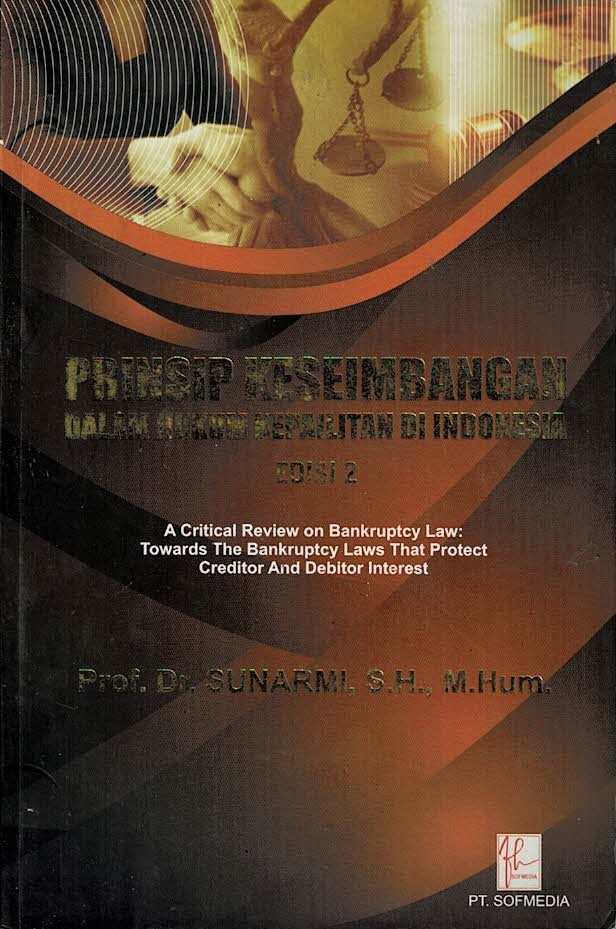 PRINSIP KESEIMBANGAN
DALAM HUKUM KEPAILITAN DI INDONESIA
EDISI 2
A Critical Review on Bankruptcy Law:
Towards The Bankruptcy Laws That Protect
Creditor And Debitor Interest
Prof. Dr. SUNARMI, S.H., M.Hum.
SOFMEDIA
PT. SOFMEDIA